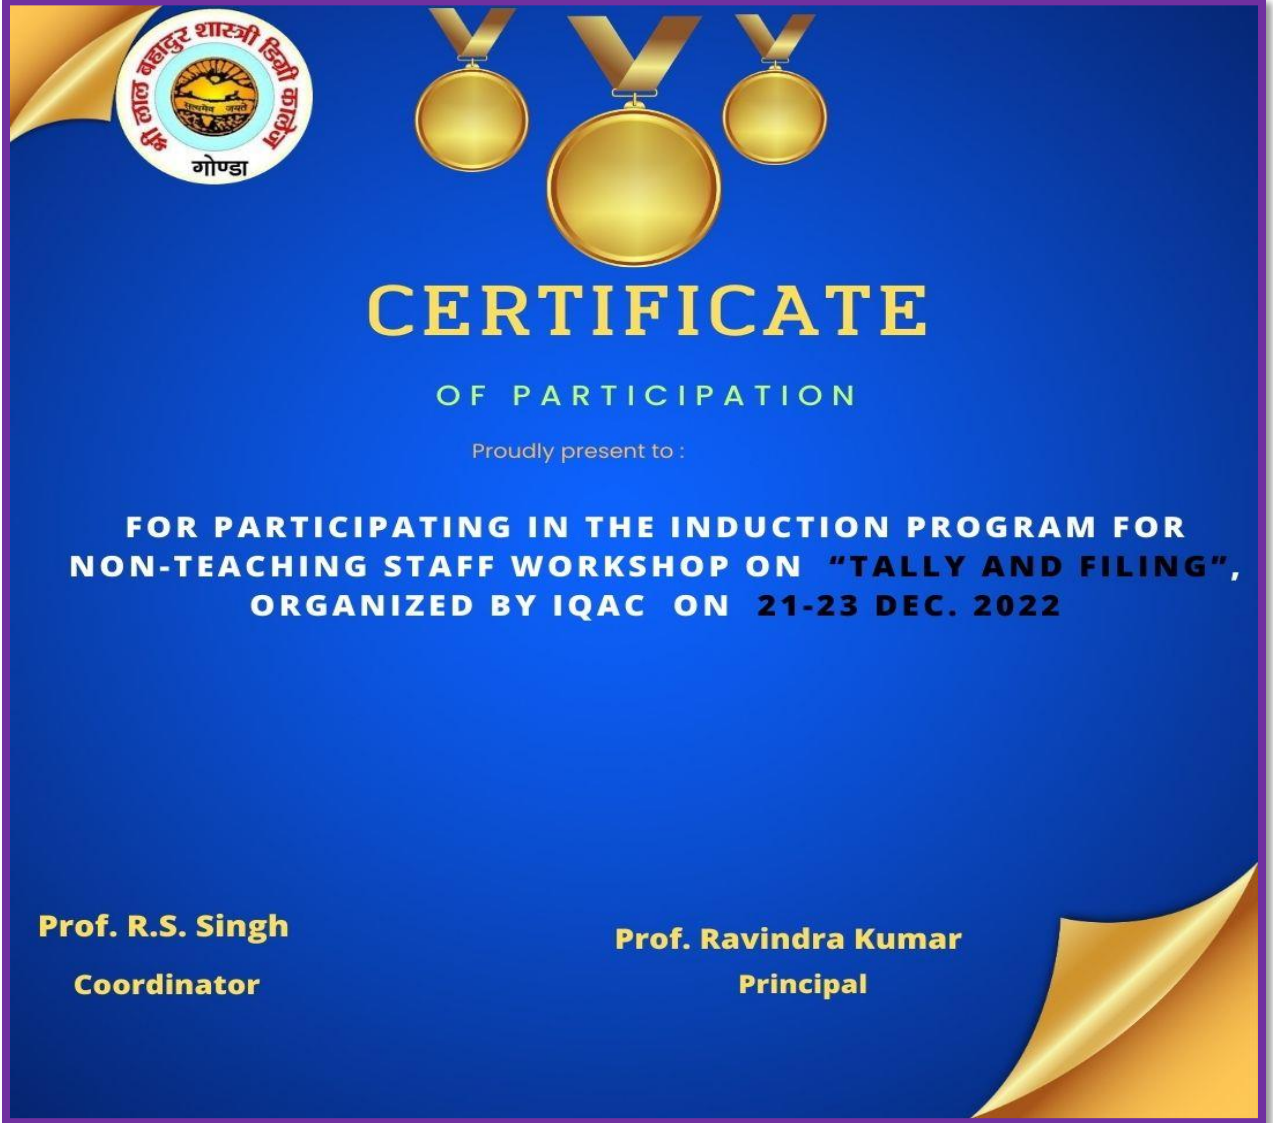 श्री लाल बहादुर शास्त्री डिग्री कालेज
सत्यमेव जयते
गोण्डा
CERTIFICATE
OF PARTICIPATION
Proudly present to :
FOR PARTICIPATING IN THE INDUCTION PROGRAM FOR
NON-TEACHING STAFF WORKSHOP ON “TALLY AND FILING”,
ORGANIZED BY IQAC ON 21-23 DEC. 2022
Prof. R.S. Singh
Coordinator
Prof. Ravindra Kumar
Principal